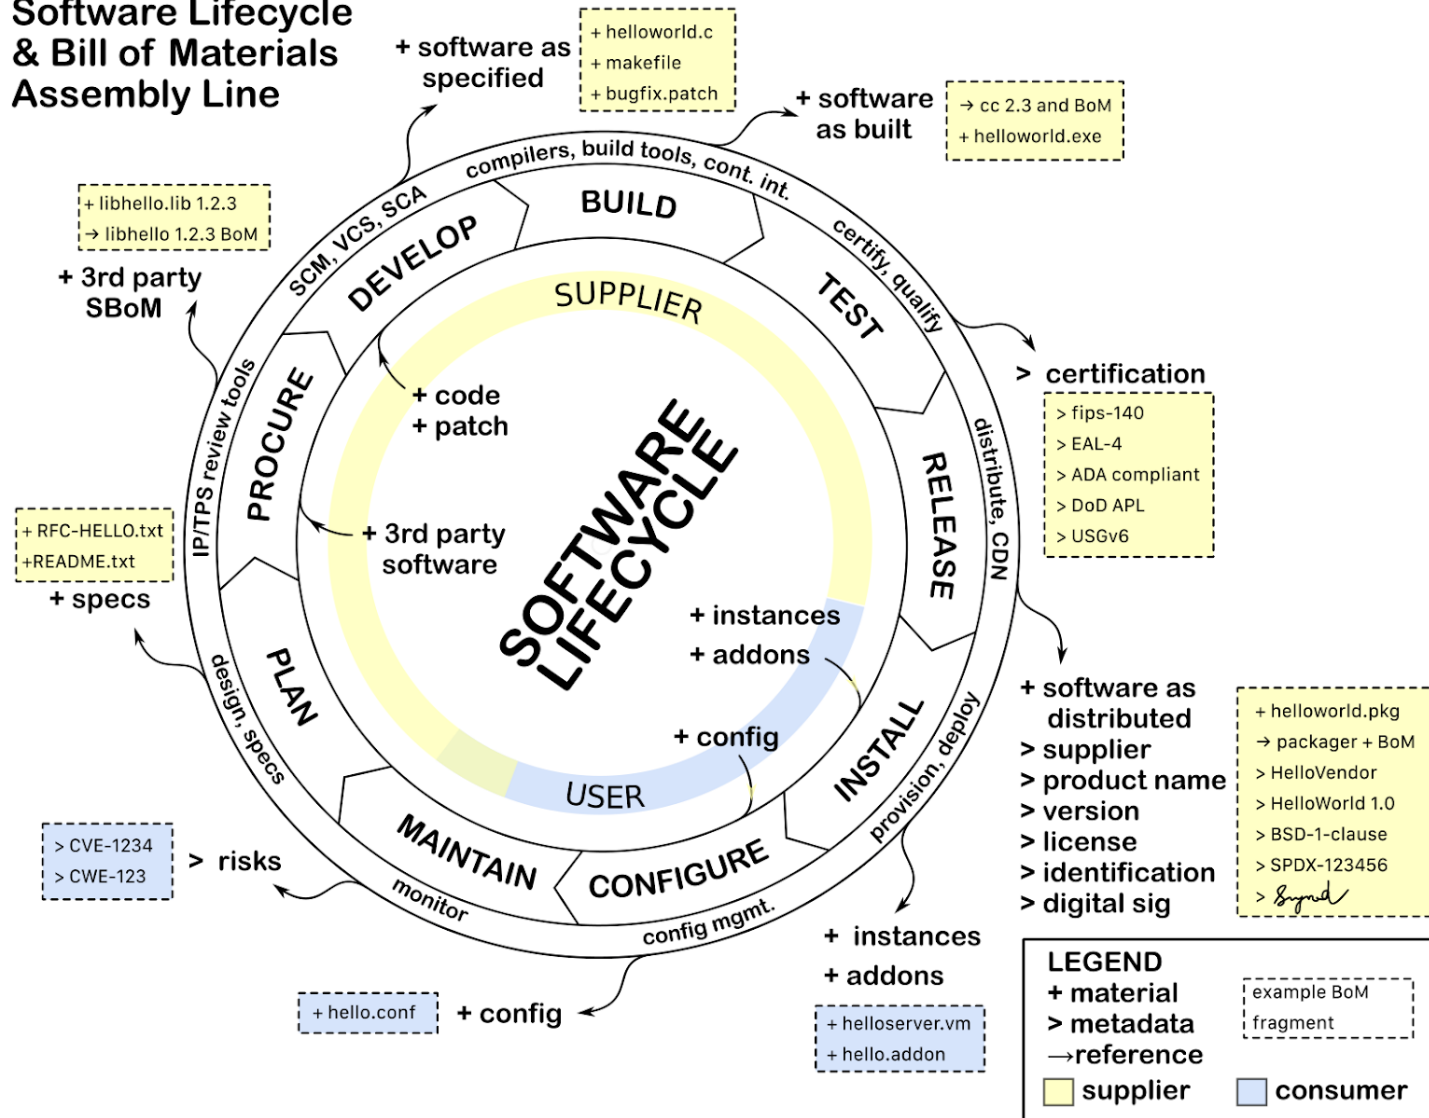 Software Lifecycle
& Bill of Materials
Assembly Line
+ software as
specified
+ helloworld.c
+ makefile
+ bugfix.patch
+ software
as built
→ cc 2.3 and BoM
+ helloworld.exe
+ libhello.lib 1.2.3
→ libhello 1.2.3 BoM
+ 3rd party
SBoM
SCM, VCS, SCA
compilers, build tools, cont. int.
certify, qualify
DEVELOP
BUILD
TEST
SUPPLIER
> certification
> fips-140
> EAL-4
> ADA compliant
> DoD APL
> USGv6
IP/TPS review tools
PROCURE
+ code
+ patch
distribute, CDN
RELEASE
+ RFC-HELLO.txt
+README.txt
+ specs
+ 3rd party
software
SOFTWARE
LIFECYCLE
+ instances
+ addons
+ config
design, specs
PLAN
INSTALL
provision, deploy
USER
MAINTAIN
CONFIGURE
monitor
config mgmt.
+ software as
distributed
> supplier
> product name
> version
> license
> identification
> digital sig
+ helloworld.pkg
→ packager + BoM
> HelloVendor
> HelloWorld 1.0
> BSD-1-clause
> SPDX-123456
> Signed
> CVE-1234
> CWE-123
> risks
+ hello.conf
+ config
+ instances
+ addons
+ helloserver.vm
+ hello.addon
LEGEND
+ material
> metadata
→reference
example BoM
fragment
supplier
consumer